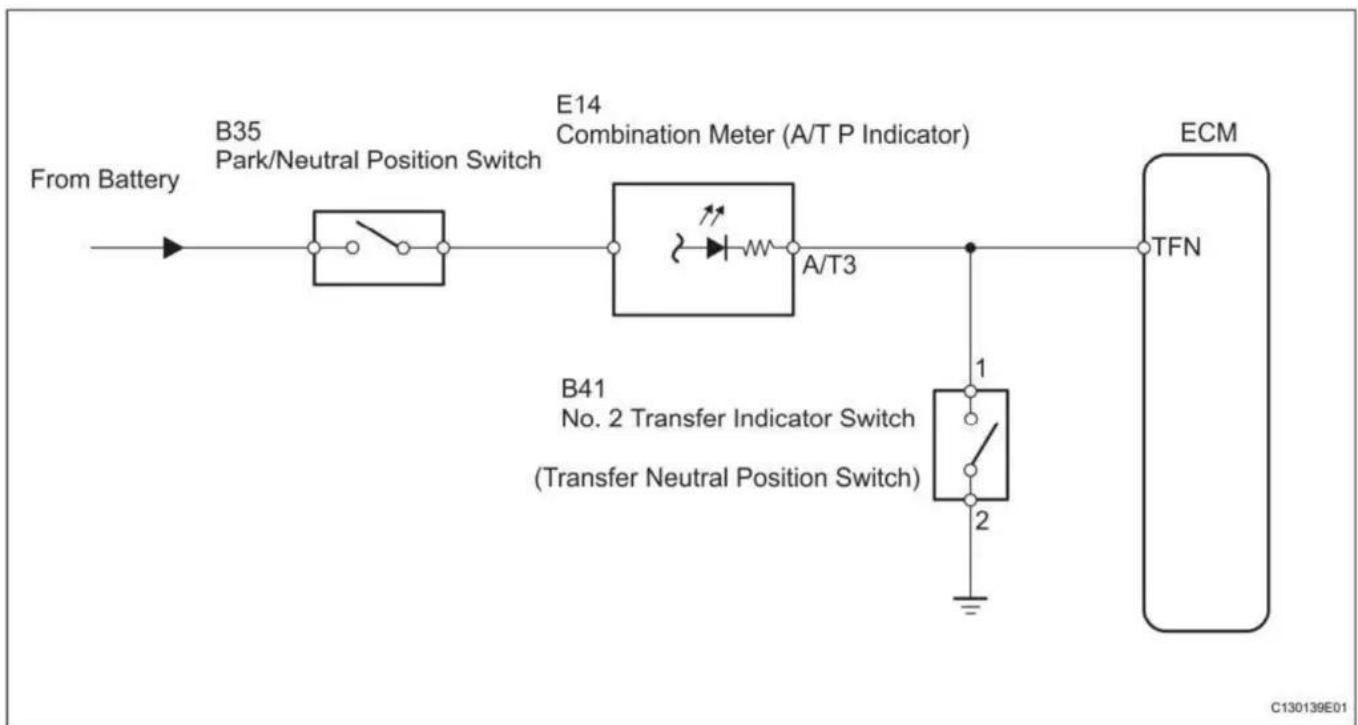 E14
Combination Meter (A/T P Indicator)
ECM
B35
Park/Neutral Position Switch
From Battery
TFN
A/T3
1
B41
No. 2 Transfer Indicator Switch
(Transfer Neutral Position Switch)
2
C130139E01